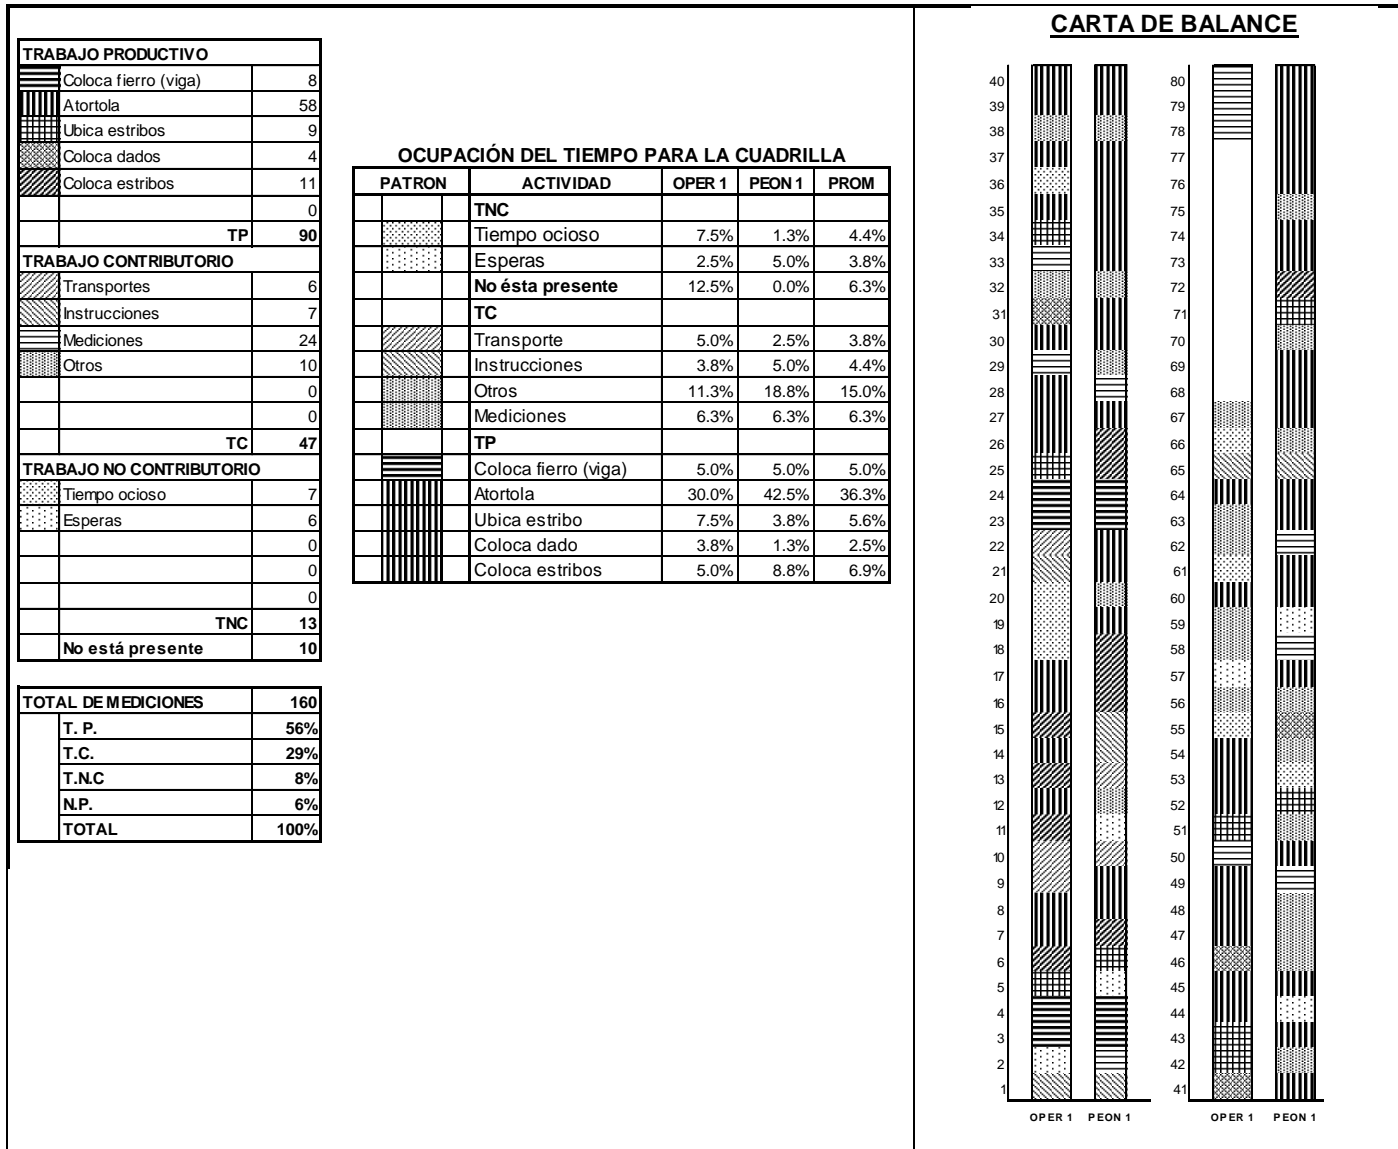 CARTA DE BALANCE
TRABAJO PRODUCTIVO
Coloca fierro (viga) 8
Atortola 58
Ubica estribos 9
Coloca dados 4
Coloca estribos 11
0
TP 90
TRABAJO CONTRIBUTORIO
Transportes 6
Instrucciones 7
Mediciones 24
Otros 10
0
0
TC 47
TRABAJO NO CONTRIBUTORIO
Tiempo ocioso 7
Esperas 6
0
0
0
TNC 13
No está presente 10
TOTAL DE MEDICIONES 160
T. P. 56%
T.C. 29%
T.N.C 8%
N.P. 6%
TOTAL 100%
OCUPACIÓN DEL TIEMPO PARA LA CUADRILLA
PATRON ACTIVIDAD OPER 1 PEON 1 PROM
TNC
Tiempo ocioso 7.5% 1.3% 4.4%
Esperas 2.5% 5.0% 3.8%
No ésta presente 12.5% 0.0% 6.3%
TC
Transporte 5.0% 2.5% 3.8%
Instrucciones 3.8% 5.0% 4.4%
Otros 11.3% 18.8% 15.0%
Mediciones 6.3% 6.3% 6.3%
TP
Coloca fierro (viga) 5.0% 5.0% 5.0%
Atortola 30.0% 42.5% 36.3%
Ubica estribo 7.5% 3.8% 5.6%
Coloca dado 3.8% 1.3% 2.5%
Coloca estribos 5.0% 8.8% 6.9%
40 80
39 79
38 78
37 77
36 76
35 75
34 74
33 73
32 72
31 71
30 70
29 69
28 68
27 67
26 66
25 65
24 64
23 63
22 62
21 61
20 60
19 59
18 58
17 57
16 56
15 55
14 54
13 53
12 52
11 51
10 50
9 49
8 48
7 47
6 46
5 45
4 44
3 43
2 42
1 41
OPER 1 PEON 1 OPER 1 PEON 1